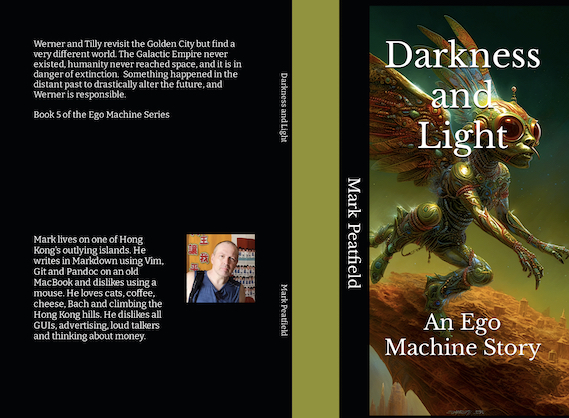 Werner and Tilly revisit the Golden City but find a
very different world. The Galactic Empire never
existed, humanity never reached space, and it is in
danger of extinction.  Something happened in the
distant past to drastically alter the future, and
Werner is responsible.
Book 5 of the Ego Machine Series
Mark lives on one of Hong
Kong's outlying islands. He
writes in Markdown using Vim,
Git and Pandoc on an old
MacBook and dislikes using a
mouse. He loves cats, coffee,
cheese, Bach and climbing the
Hong Kong hills. He dislikes all
GUIs, advertising, loud talkers
and thinking about money.
Darkness and Light
Mark Peatfield
Mark Peatfield
Darkness
and
Light
An Ego
Machine Story